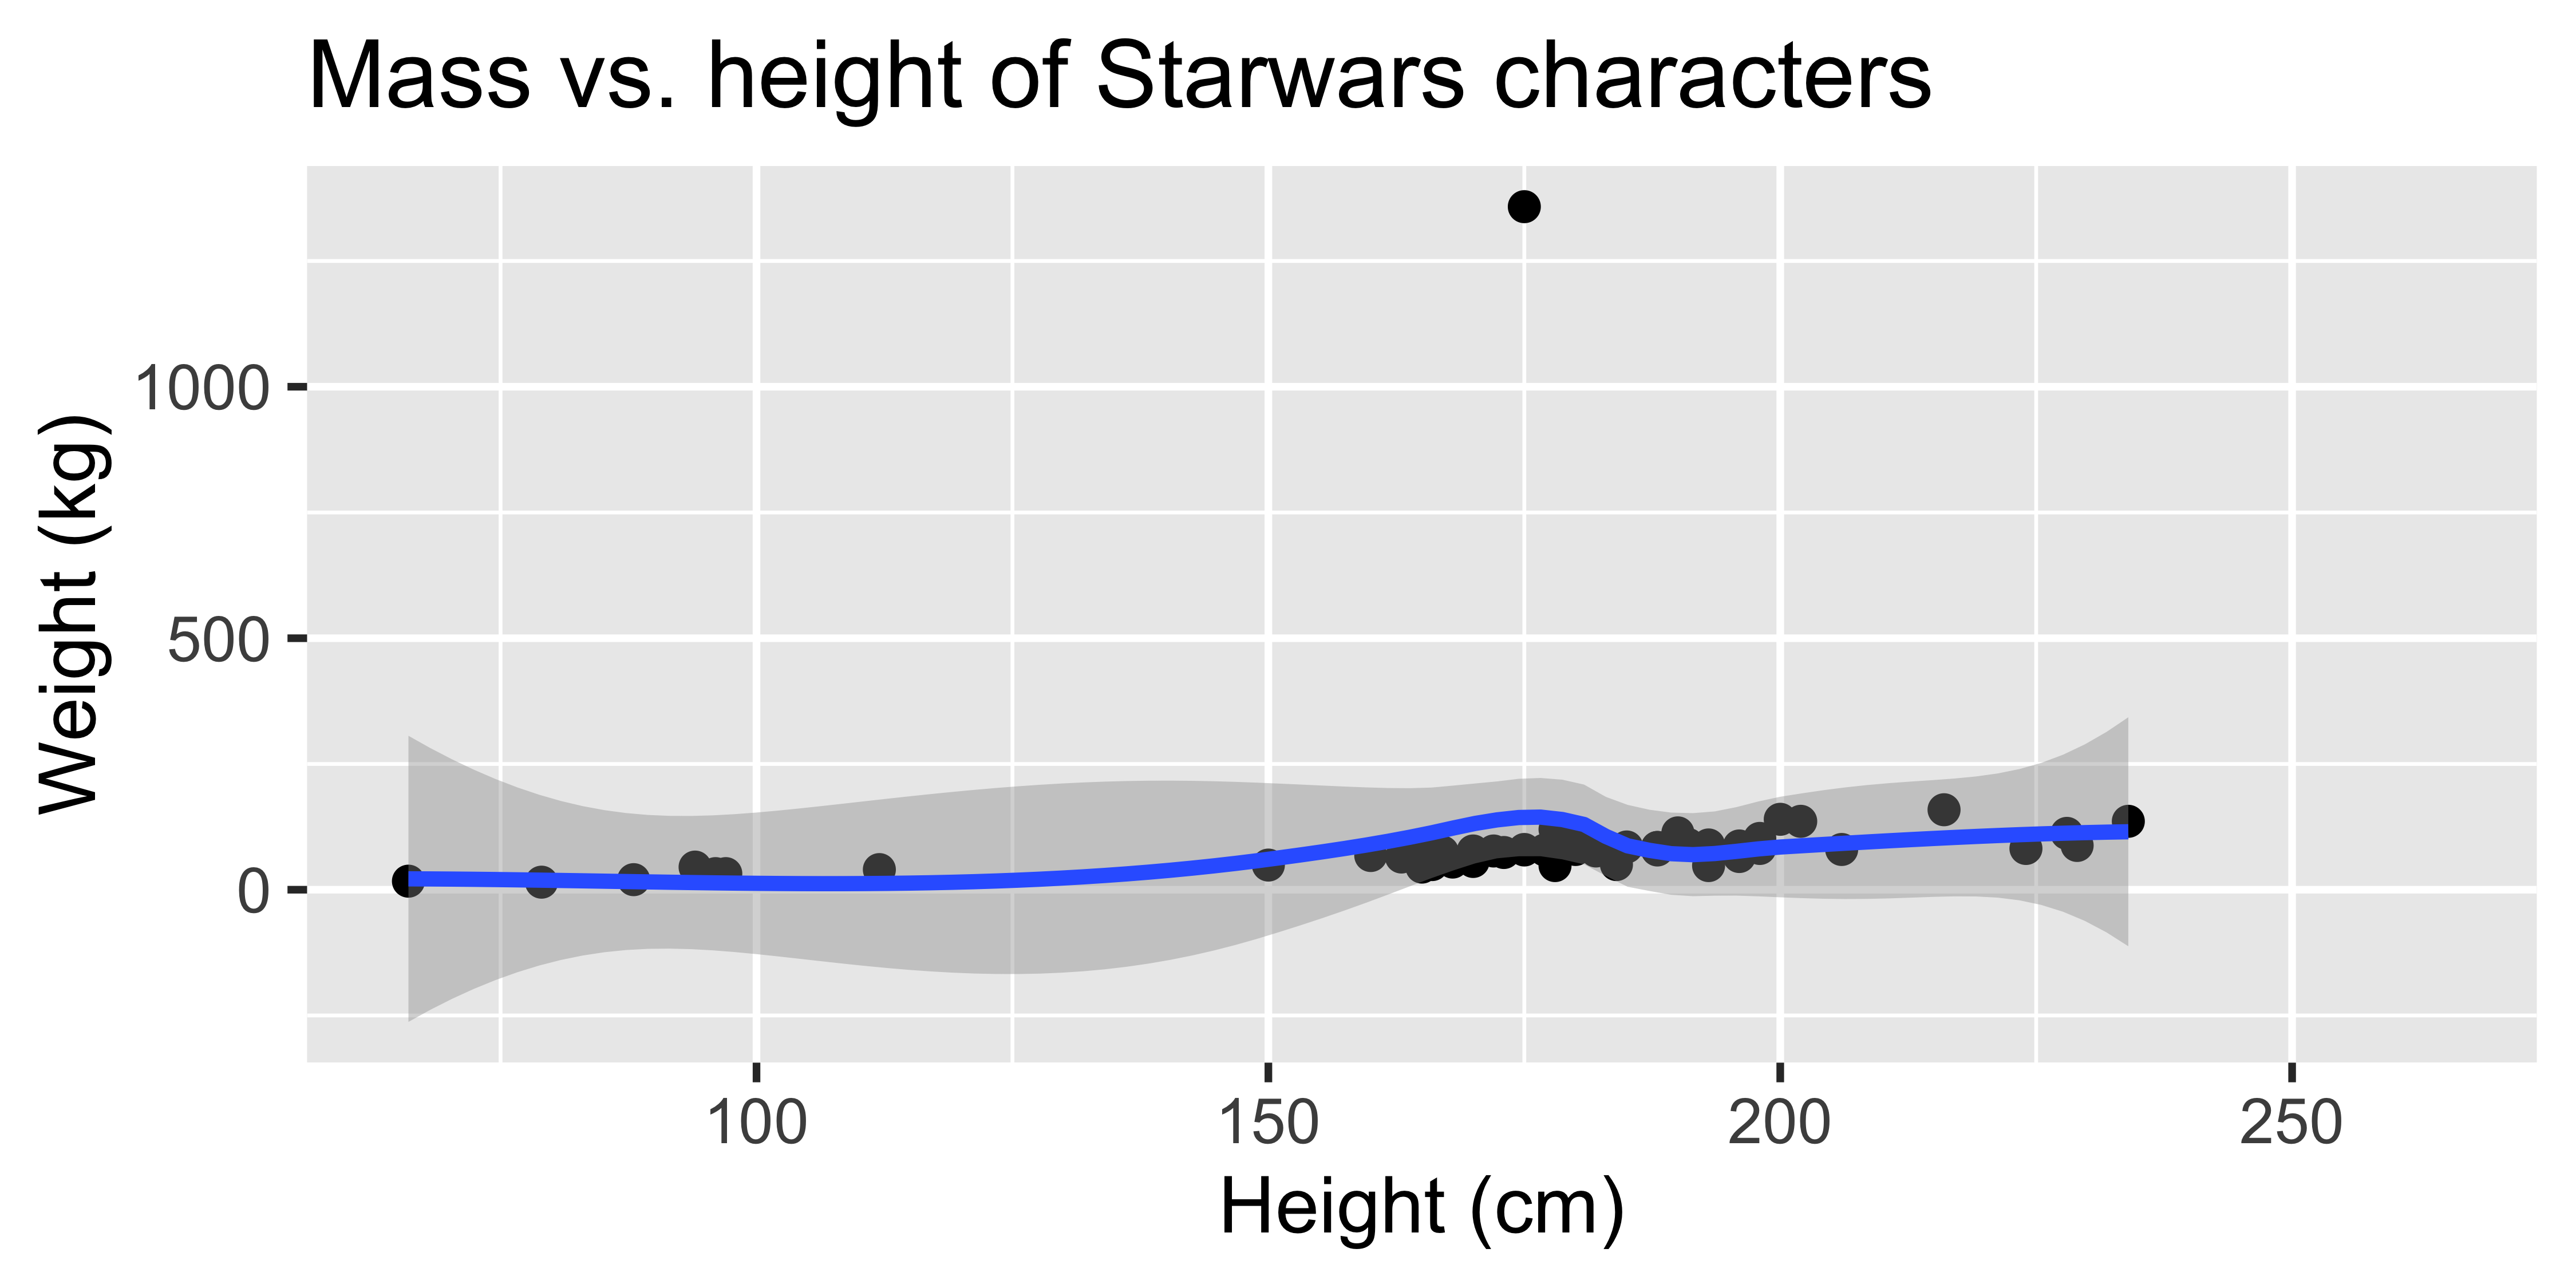 Mass vs. height of Starwars characters
Weight (kg)
1000
500
0
100 150 200 250
Height (cm)